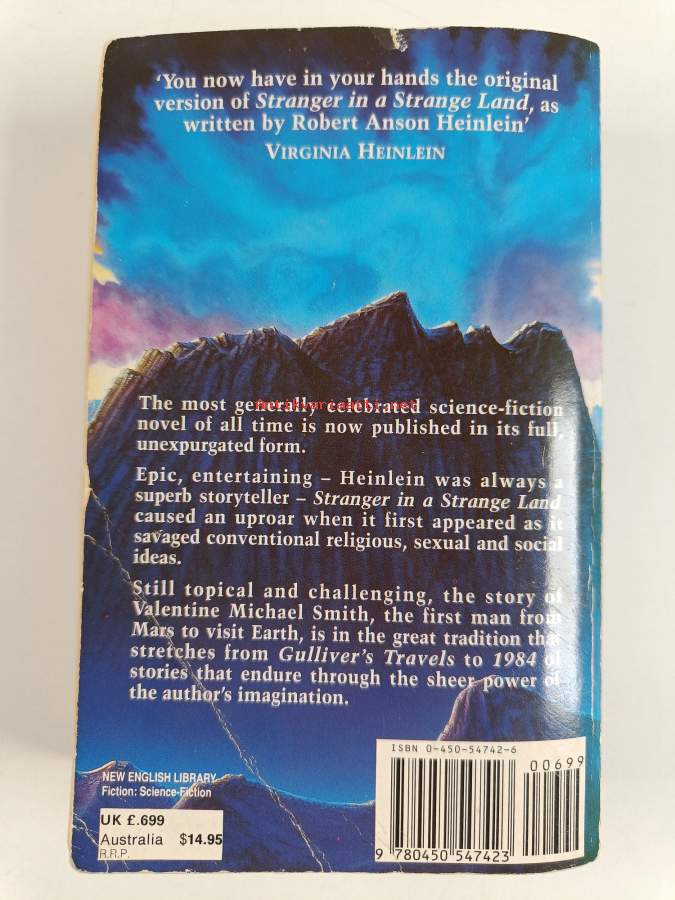 ‘You now have in your hands the original
version of Stranger in a Strange Land, as
written by Robert Anson Heinlein’
VIRGINIA HEINLEIN
The most generally celebrated science-fiction
novel of all time is now published in its full,
unexpurgated form.
Epic, entertaining – Heinlein was always a
superb storyteller – Stranger in a Strange Land
caused an uproar when it first appeared as it
savaged conventional religious, sexual and social
ideas.
Still topical and challenging, the story of
Valentine Michael Smith, the first man from
Mars to visit Earth, is in the great tradition that
stretches from Gulliver’s Travels to 1984 of
stories that endure through the sheer power of
the author’s imagination.
ISBN 0-450-54742-6
00699
NEW ENGLISH LIBRARY
Fiction: Science-Fiction
UK £.699
Australia $14.95
R.R.P.
9 780450 547423